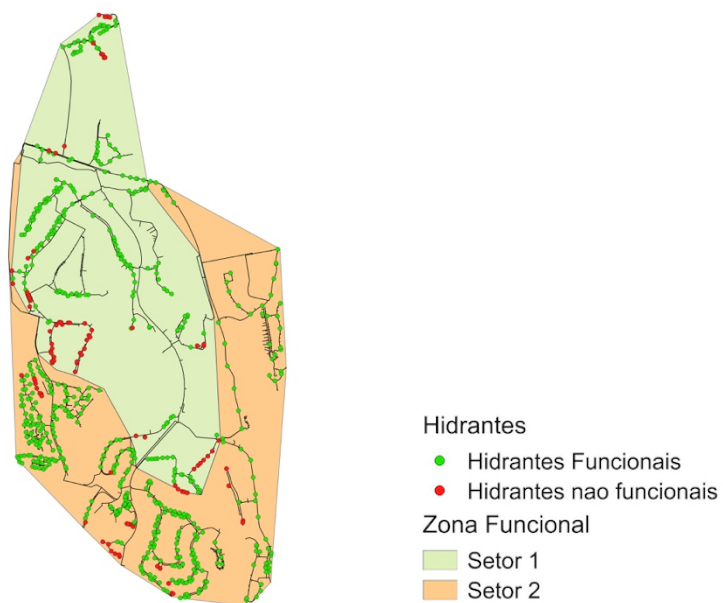 Hidrantes
Hidrantes Funcionais
Hidrantes nao funcionais
Zona Funcional
Setor 1
Setor 2